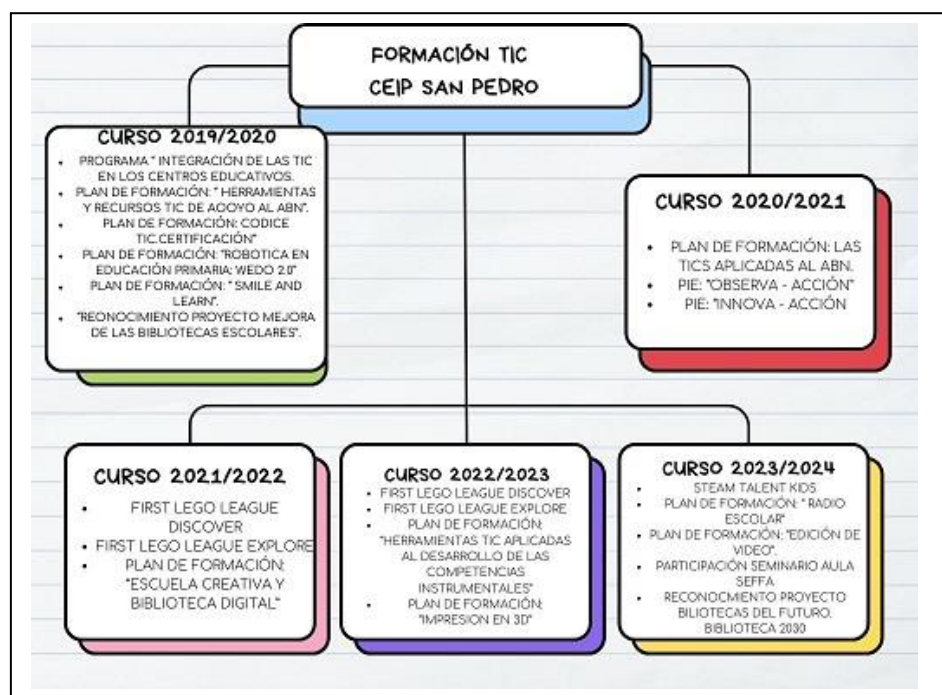 FORMACIÓN TIC
CEIP SAN PEDRO
CURSO 2019/2020
• PROGRAMA " INTEGRACIÓN DE LAS TIC
EN LOS CENTROS EDUCATIVOS.
• PLAN DE FORMACIÓN: " HERRAMIENTAS
Y RECURSOS TIC DE AOOYO AL ABN".
• PLAN DE FORMACIÓN: CODICE
TIC.CERTIFICACIÓN"
• PLAN DE FORMACIÓN: "ROBOTICA EN
EDUCACIÓN PRIMARIA: WEDO 2.0"
• PLAN DE FORMACIÓN: " SMILE AND
LEARN".
• "REONOCIMIENTO PROYECTO MEJORA
DE LAS BIBLIOTECAS ESCOLARES".
CURSO 2020/2021
• PLAN DE FORMACIÓN: LAS
TICS APLICADAS AL ABN.
• PIE: "OBSERVA - ACCIÓN"
• PIE: "INNOVA - ACCIÓN
CURSO 2021/2022
• FIRST LEGO LEAGUE
DISCOVER
• FIRST LEGO LEAGUE EXPLORE
• PLAN DE FORMACIÓN:
"ESCUELA CREATIVA Y
BIBLIOTECA DIGITAL"
CURSO 2022/2023
• FIRST LEGO LEAGUE DISCOVER
• FIRST LEGO LEAGUE EXPLORE
• PLAN DE FORMACIÓN:
"HERRAMIENTAS TIC APLICADAS
AL DESARROLLO DE LAS
COMPETENCIAS
INSTRUMENTALES"
• PLAN DE FORMACIÓN:
"IMPRESION EN 3D"
CURSO 2023/2024
• STEAM TALENT KIDS
• PLAN DE FORMACIÓN: " RADIO
ESCOLAR"
• PLAN DE FORMACIÓN: "EDICIÓN DE
VIDEO".
• PARTICIPACIÓN SEMINARIO AULA
SEFFA
• RECONOCMIENTO PROYECTO
BILIOTECAS DEL FUTURO.
BIBLIOTECA 2030